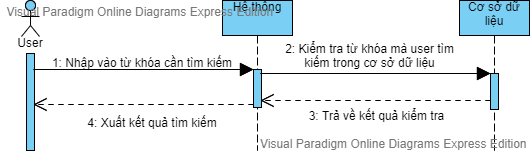 Visual Paradigm Online Diagrams Express Edition
Hệ thống
Cơ sở dữ
liệu
User
1: Nhập vào từ khóa cần tìm kiếm
2: Kiểm tra từ khóa mà user tìm
kiếm trong cơ sở dữ liệu
3: Trả về kết quả kiểm tra
4: Xuất kết quả tìm kiếm
Visual Paradigm Online Diagrams Express Edition